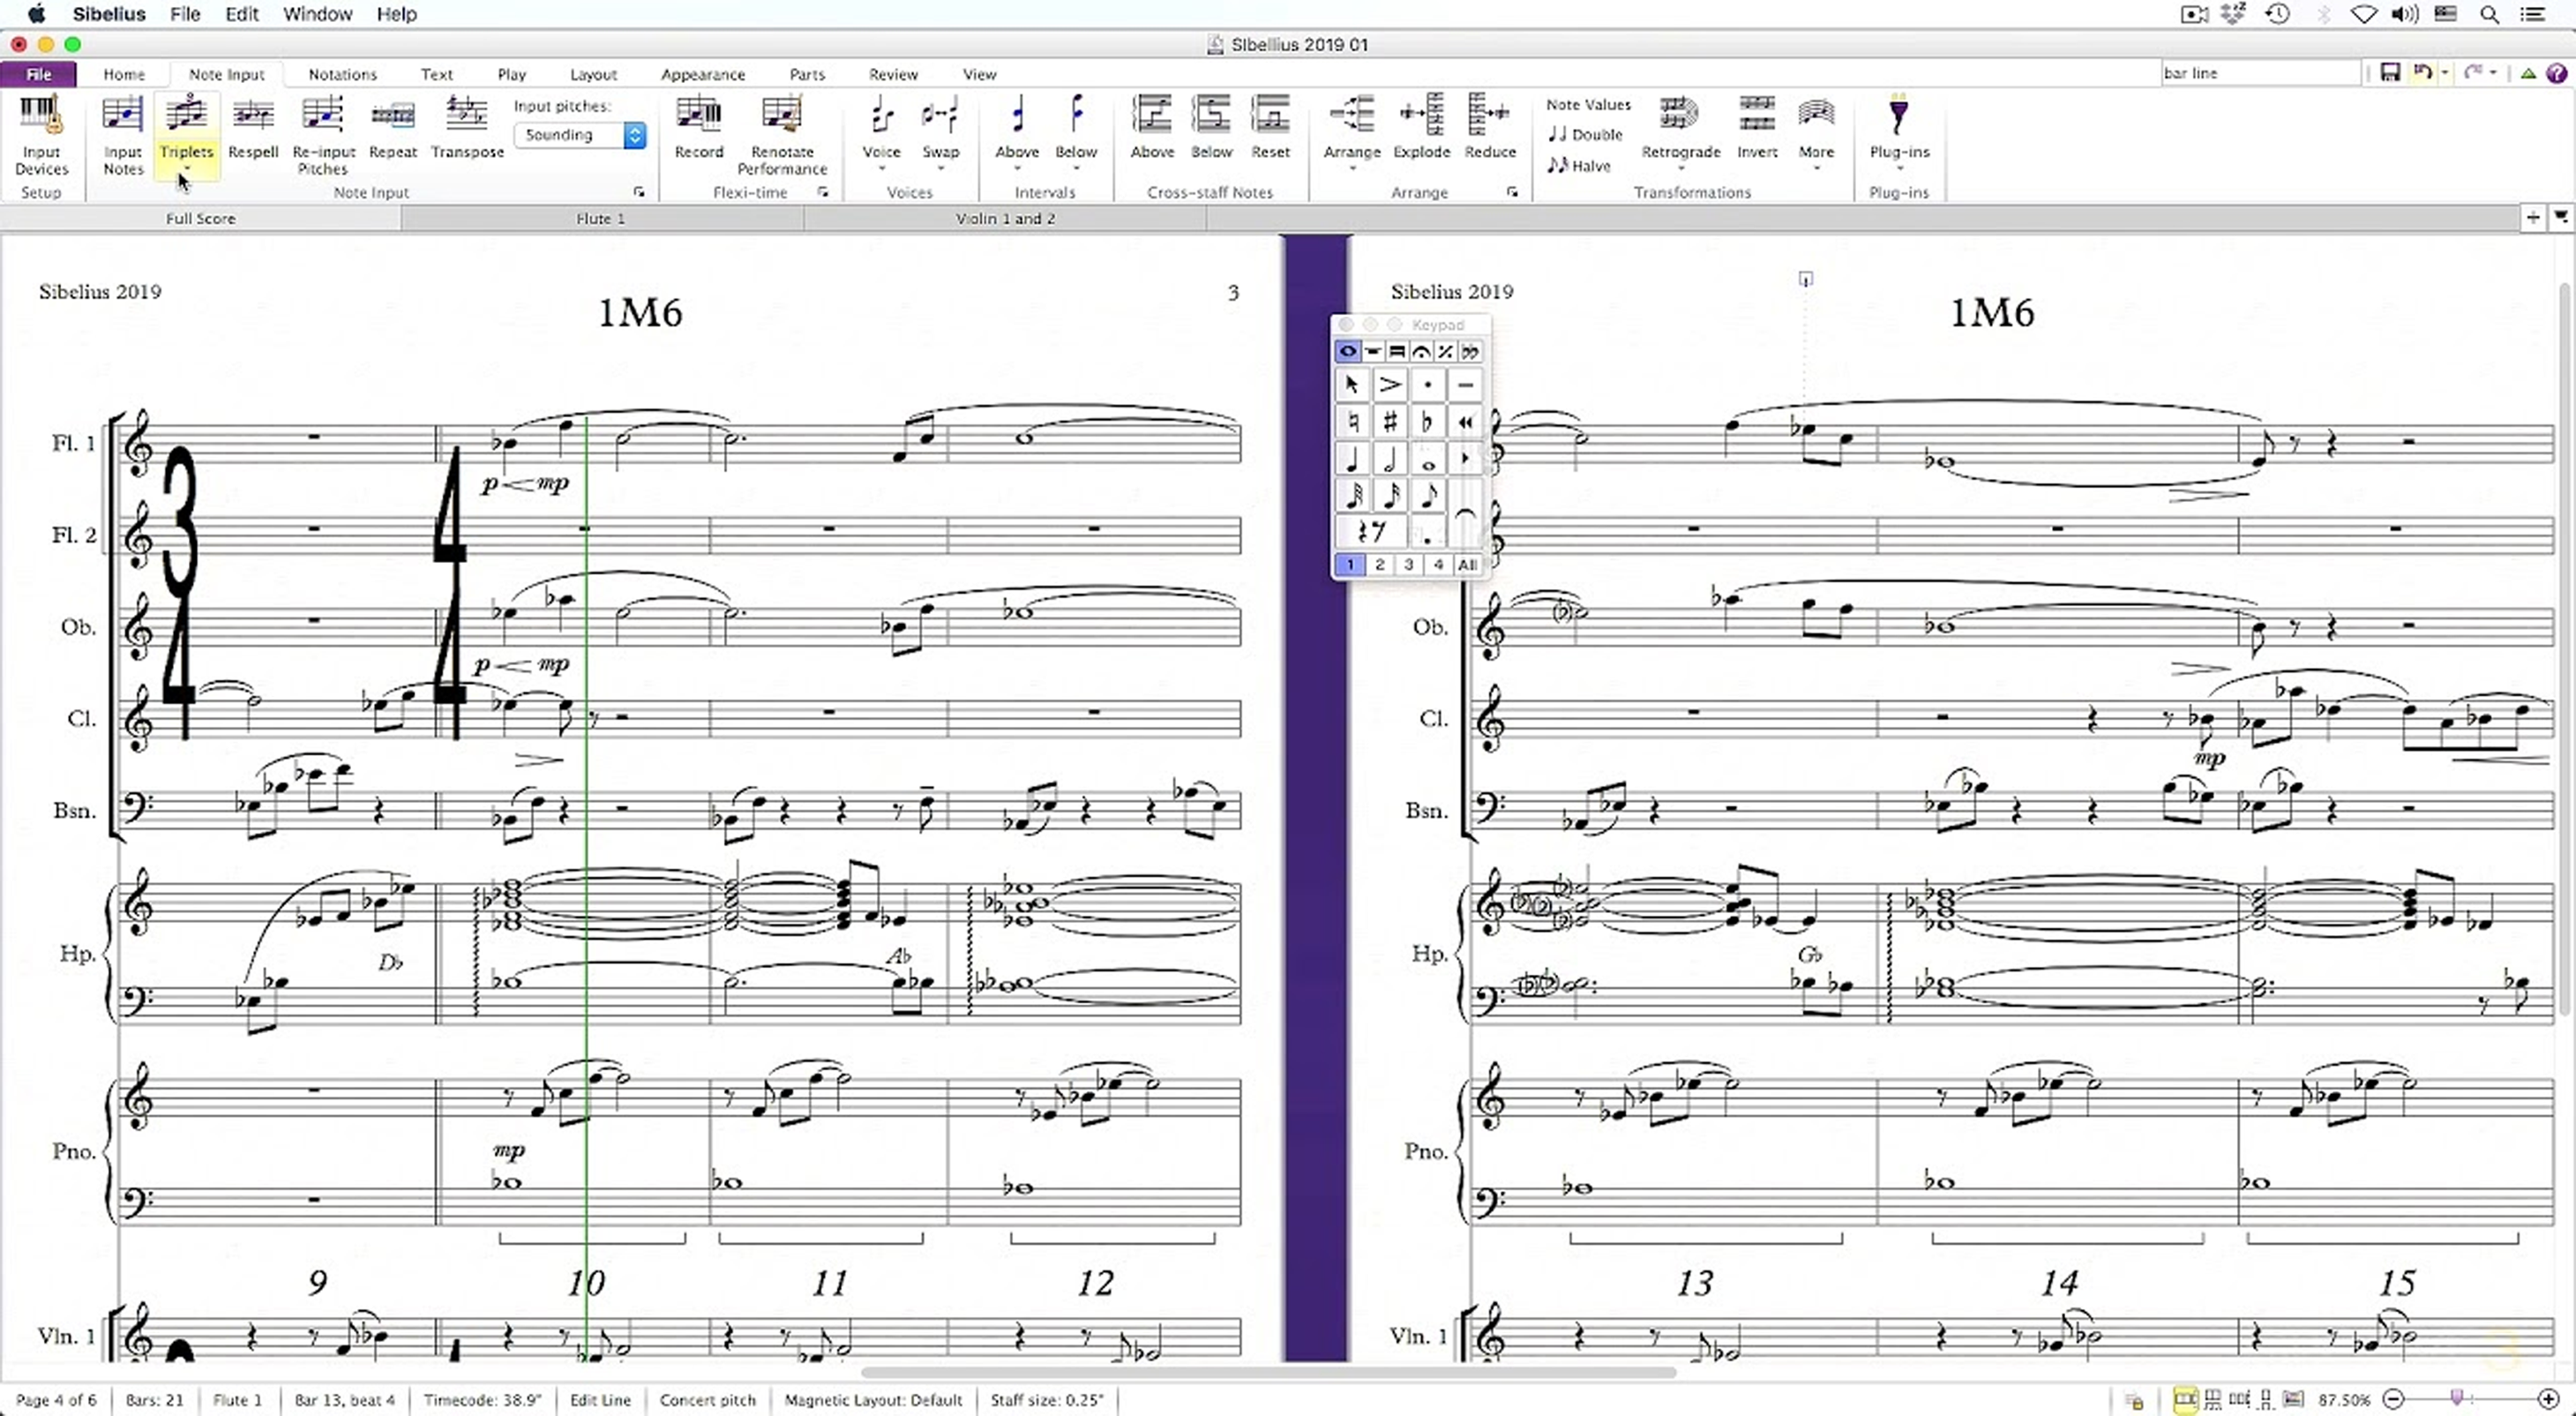 Sibelius File Edit Window Help
SIbellius 2019 01
File Home Note Input Notations Text Play Layout Appearance Parts Review View bar line
Input Devices
Input Notes
Triplets
Respell
Re-input Pitches
Repeat
Transpose
Input pitches:
Sounding
Record
Renotate Performance
Voice
Swap
Above
Below
Above
Below
Reset
Arrange
Explode
Reduce
Note Values
Double
Halve
Retrograde
Invert
More
Plug-ins
Setup Note Input Flexi-time Voices Intervals Cross-staff Notes Arrange Transformations Plug-ins
Full Score Flute 1 Violin 1 and 2
Sibelius 2019
1M6
3
Fl. 1
3
4
4
4
p mp
Fl. 2
Ob.
p mp
Cl.
Bsn.
Hp.
D♭
A♭
Pno.
mp
9 10 11 12
Vln. 1
Sibelius 2019
1M6
Keypad
1 2 3 4 All
Ob.
Cl.
mp
Bsn.
Hp.
G♭
Pno.
13 14 15
Vln. 1
Page 4 of 6 Bars: 21 Flute 1 Bar 13, beat 4 Timecode: 38.9" Edit Line Concert pitch Magnetic Layout: Default Staff size: 0.25" 87.50%